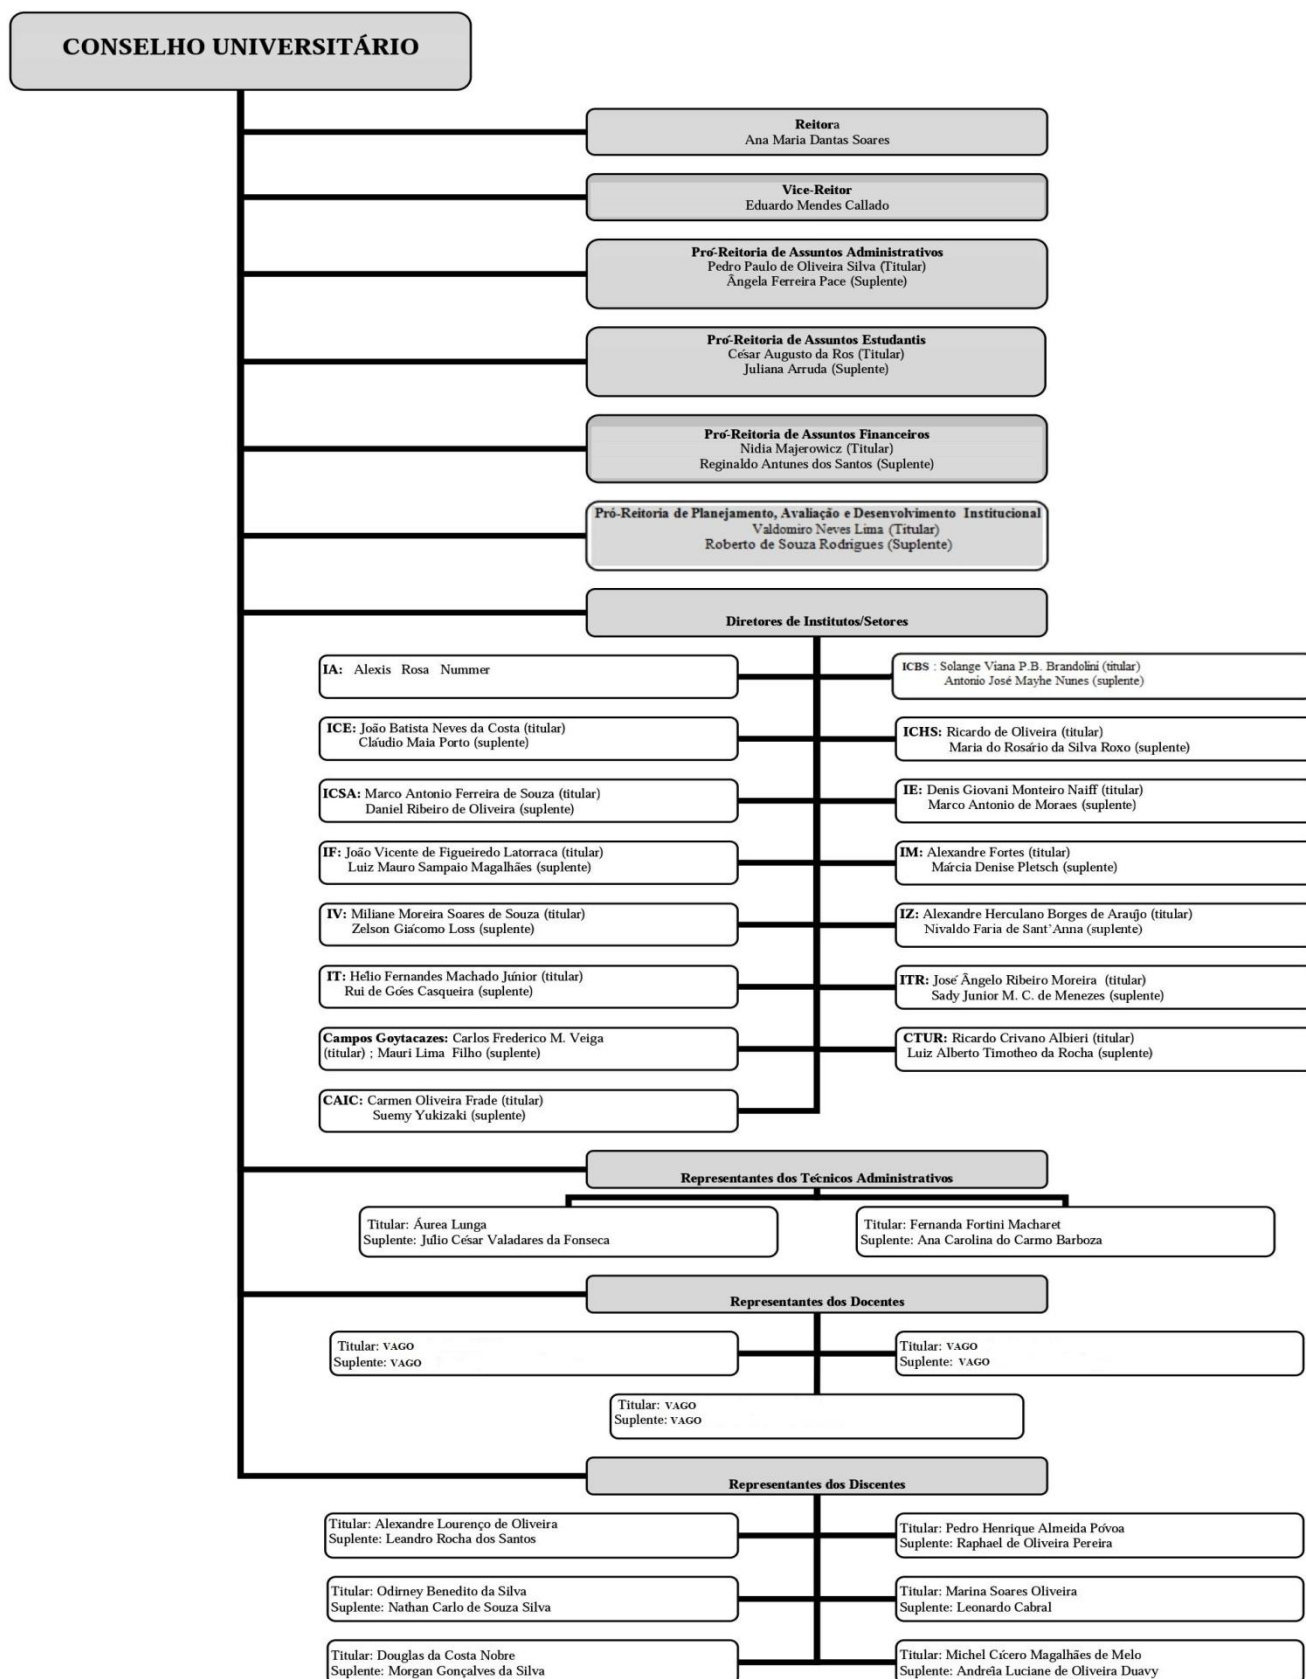 CONSELHO UNIVERSITÁRIO
Reitora
Ana Maria Dantas Soares
Vice-Reitor
Eduardo Mendes Callado
Pró-Reitoria de Assuntos Administrativos
Pedro Paulo de Oliveira Silva (Titular)
Ângela Ferreira Pace (Suplente)
Pró-Reitoria de Assuntos Estudantis
César Augusto da Ros (Titular)
Juliana Arruda (Suplente)
Pró-Reitoria de Assuntos Financeiros
Nidia Majerowicz (Titular)
Reginaldo Antunes dos Santos (Suplente)
Pró-Reitoria de Planejamento, Avaliação e Desenvolvimento Institucional
Valdomiro Neves Lima (Titular)
Roberto de Souza Rodrigues (Suplente)
Diretores de Institutos/Setores
IA: Alexis Rosa Nummer
ICBS : Solange Viana P.B. Brandolini (titular)
Antonio José Mayhe Nunes (suplente)
ICE: João Batista Neves da Costa (titular)
Cláudio Maia Porto (suplente)
ICHS: Ricardo de Oliveira (titular)
Maria do Rosário da Silva Roxo (suplente)
ICSA: Marco Antonio Ferreira de Souza (titular)
Daniel Ribeiro de Oliveira (suplente)
IE: Denis Giovani Monteiro Naiff (titular)
Marco Antonio de Moraes (suplente)
IF: João Vicente de Figueiredo Latorraca (titular)
Luiz Mauro Sampaio Magalhães (suplente)
IM: Alexandre Fortes (titular)
Márcia Denise Pletsch (suplente)
IV: Miliane Moreira Soares de Souza (titular)
Zelson Giácomo Loss (suplente)
IZ: Alexandre Herculano Borges de Araújo (titular)
Nivaldo Faria de Sant'Anna (suplente)
IT: Hélio Fernandes Machado Júnior (titular)
Rui de Góes Casqueira (suplente)
ITR: José Ângelo Ribeiro Moreira (titular)
Sady Junior M. C. de Menezes (suplente)
Campos Goytacazes: Carlos Frederico M. Veiga
(titular) ; Mauri Lima Filho (suplente)
CTUR: Ricardo Crivano Albieri (titular)
Luiz Alberto Timotheo da Rocha (suplente)
CAIC: Carmen Oliveira Frade (titular)
Suemy Yukizaki (suplente)
Representantes dos Técnicos Administrativos
Titular: Áurea Lunga
Suplente: Julio César Valadares da Fonseca
Titular: Fernanda Fortini Macharet
Suplente: Ana Carolina do Carmo Barboza
Representantes dos Docentes
Titular: VAGO
Suplente: VAGO
Titular: VAGO
Suplente: VAGO
Titular: VAGO
Suplente: VAGO
Representantes dos Discentes
Titular: Alexandre Lourenço de Oliveira
Suplente: Leandro Rocha dos Santos
Titular: Pedro Henrique Almeida Póvoa
Suplente: Raphael de Oliveira Pereira
Titular: Odirney Benedito da Silva
Suplente: Nathan Carlo de Souza Silva
Titular: Marina Soares Oliveira
Suplente: Leonardo Cabral
Titular: Douglas da Costa Nobre
Suplente: Morgan Gonçalves da Silva
Titular: Michel Cícero Magalhães de Melo
Suplente: Andréia Luciane de Oliveira Duavy